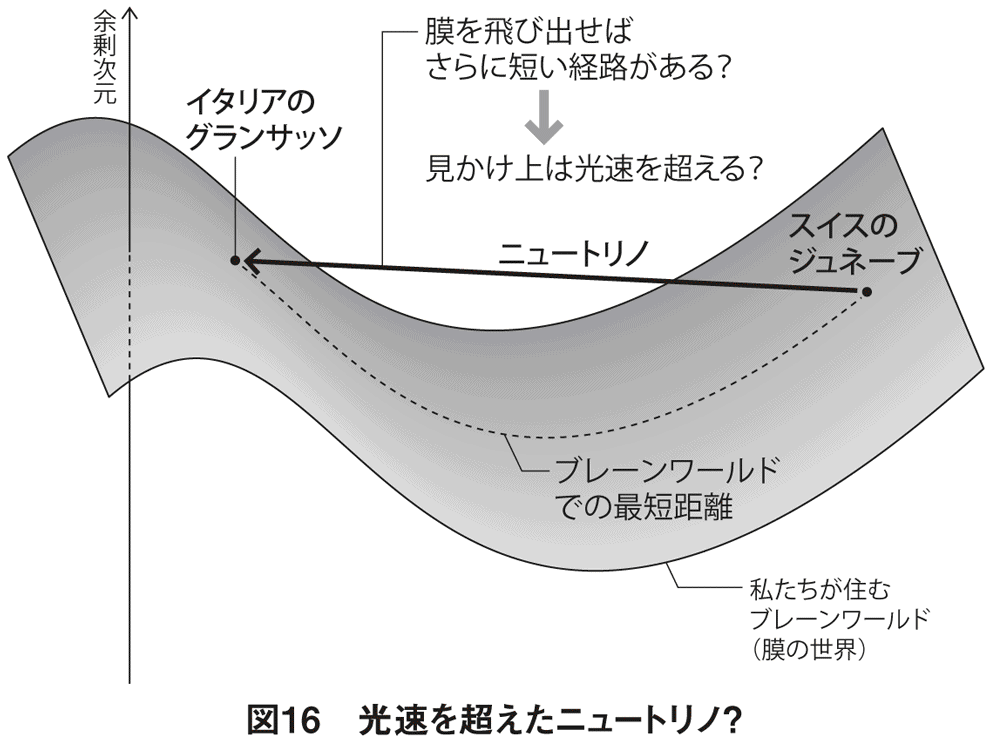 余剰次元
膜を飛び出せば
さらに短い経路がある?
見かけ上は光速を超える?
イタリアの
グランサッソ
ニュートリノ
スイスの
ジュネーブ
ブレーンワールド
での最短距離
私たちが住む
ブレーンワールド
(膜の世界)
図16 光速を超えたニュートリノ?